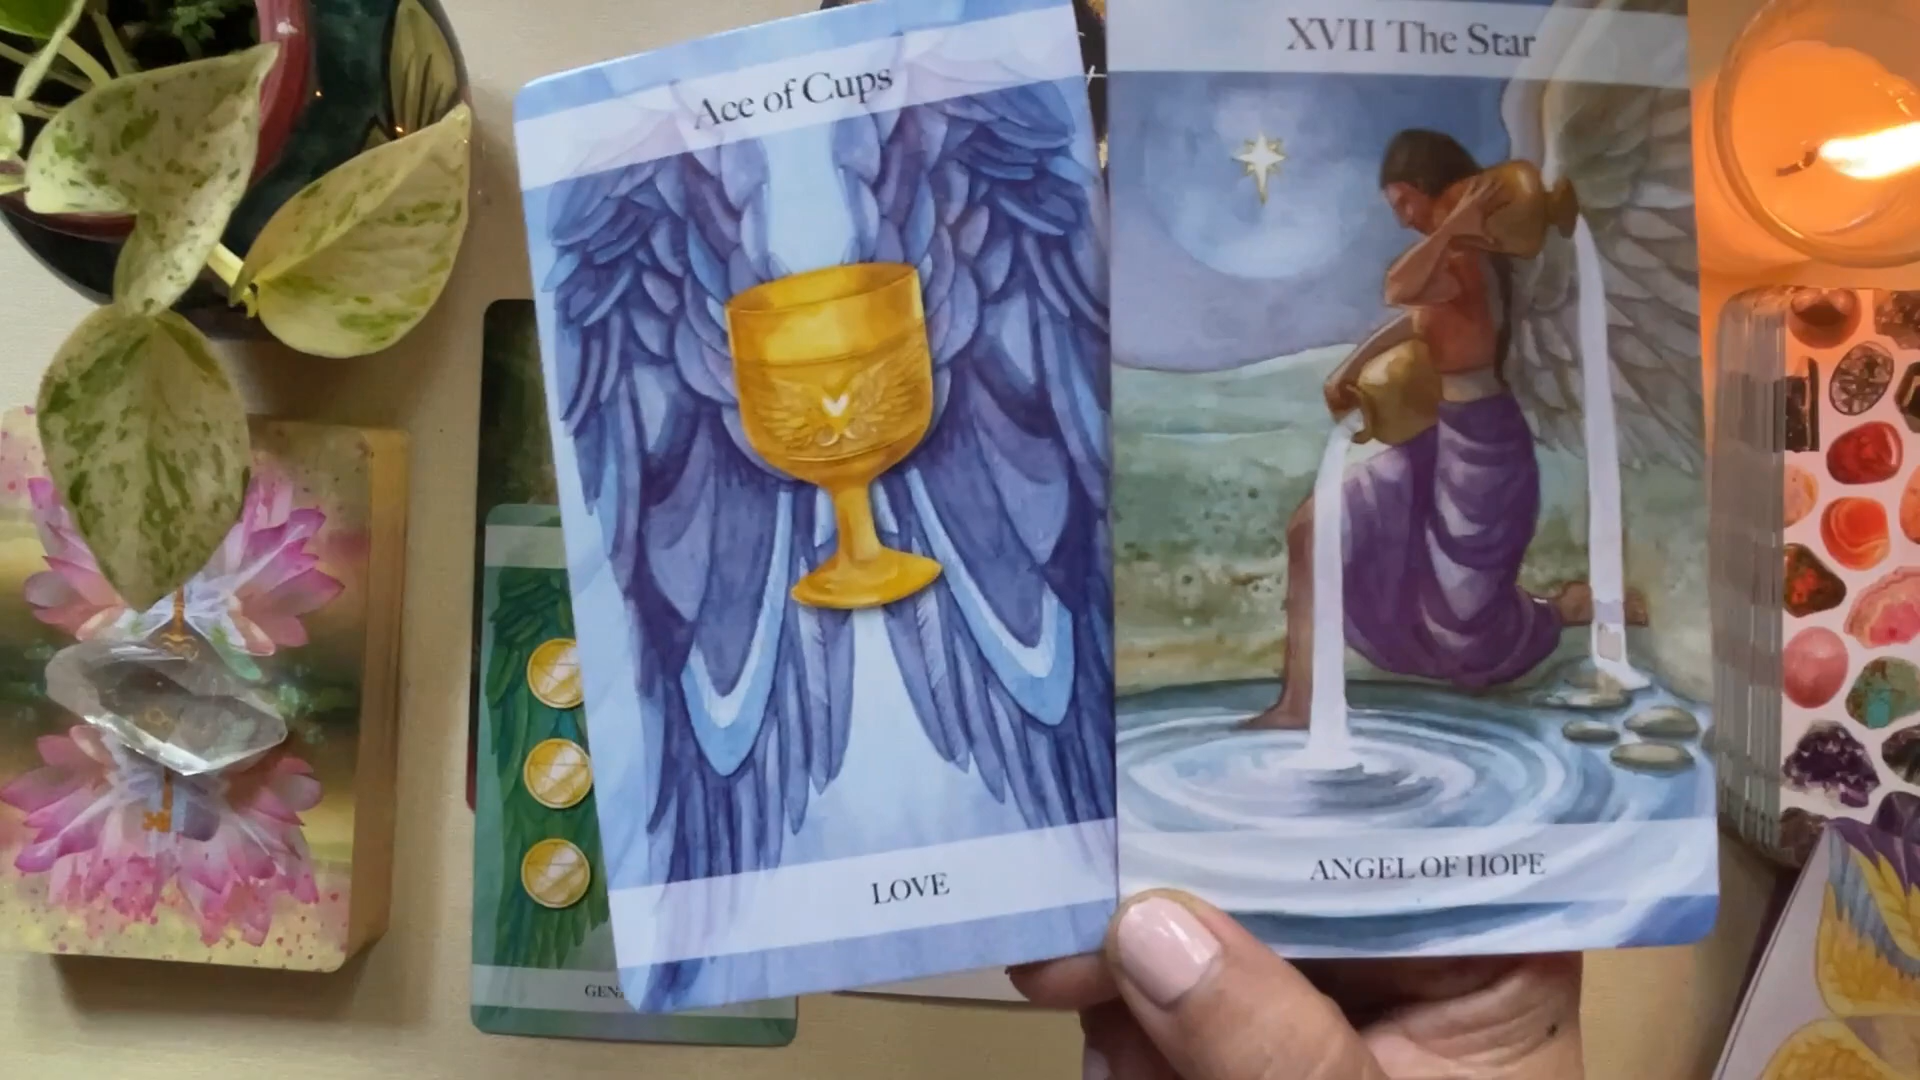 Ace of Cups
LOVE
XVII The Star
ANGEL OF HOPE